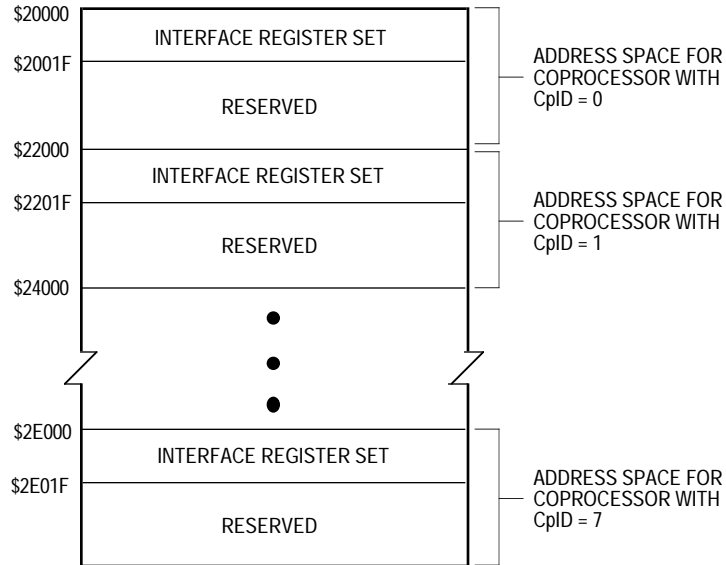 $20000
INTERFACE REGISTER SET
$2001F
RESERVED
ADDRESS SPACE FOR
COPROCESSOR WITH
CpID = 0
$22000
INTERFACE REGISTER SET
$2201F
RESERVED
ADDRESS SPACE FOR
COPROCESSOR WITH
CpID = 1
$24000
$2E000
INTERFACE REGISTER SET
$2E01F
RESERVED
ADDRESS SPACE FOR
COPROCESSOR WITH
CpID = 7